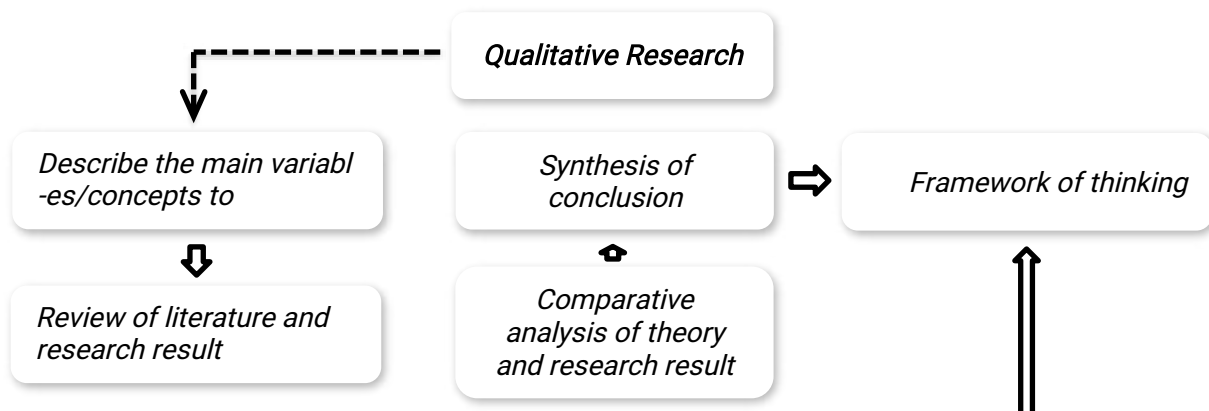 Qualitative Research
Describe the main variabl
-es/concepts to
Synthesis of
conclusion
Framework of thinking
Review of literature and
research result
Comparative
analysis of theory
and research result